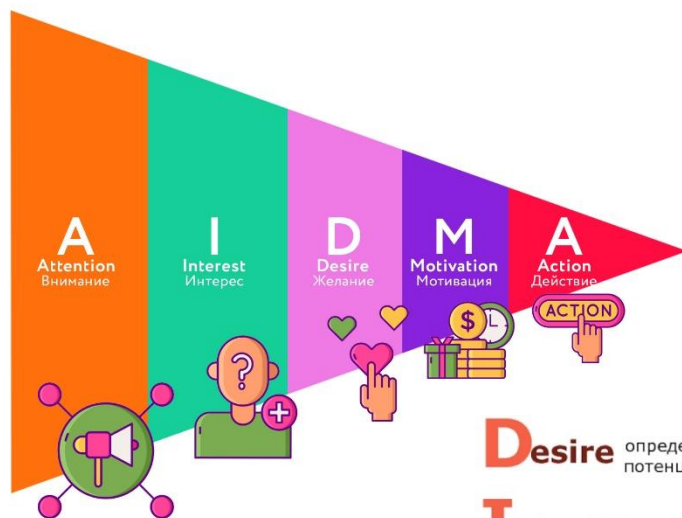 A
Attention
Внимание
I
Interest
Интерес
D
Desire
Желание
M
Motivation
Мотивация
A
Action
Действие
$
?
ACTION
Desire